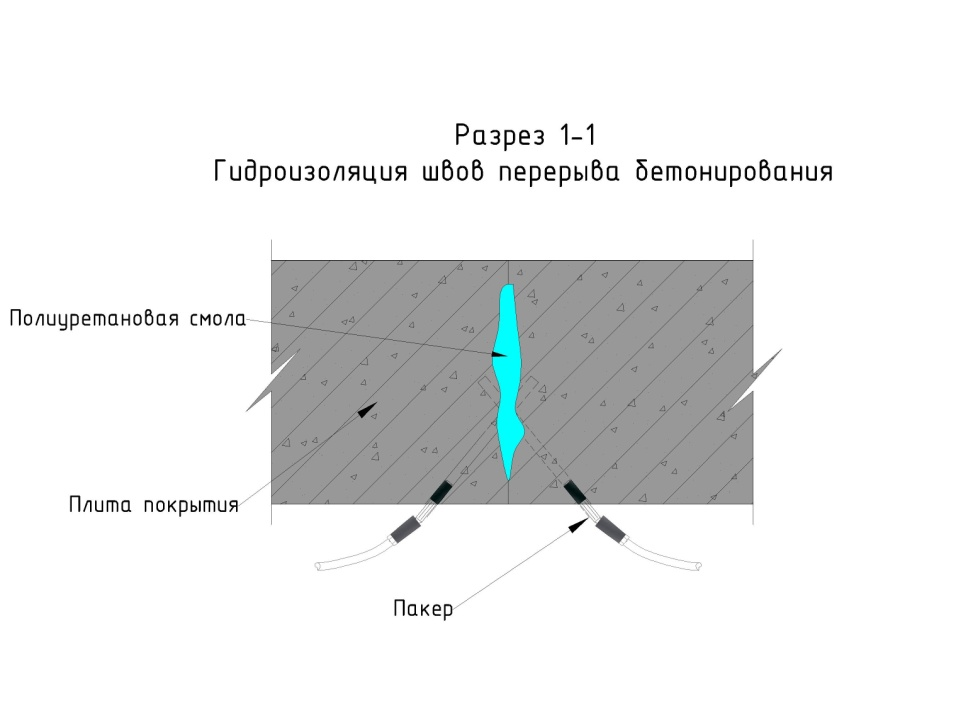 Разрез 1-1
Гидроизоляция швов перерыва бетонирования
Полиуретановая смола
Плита покрытия
Пакер